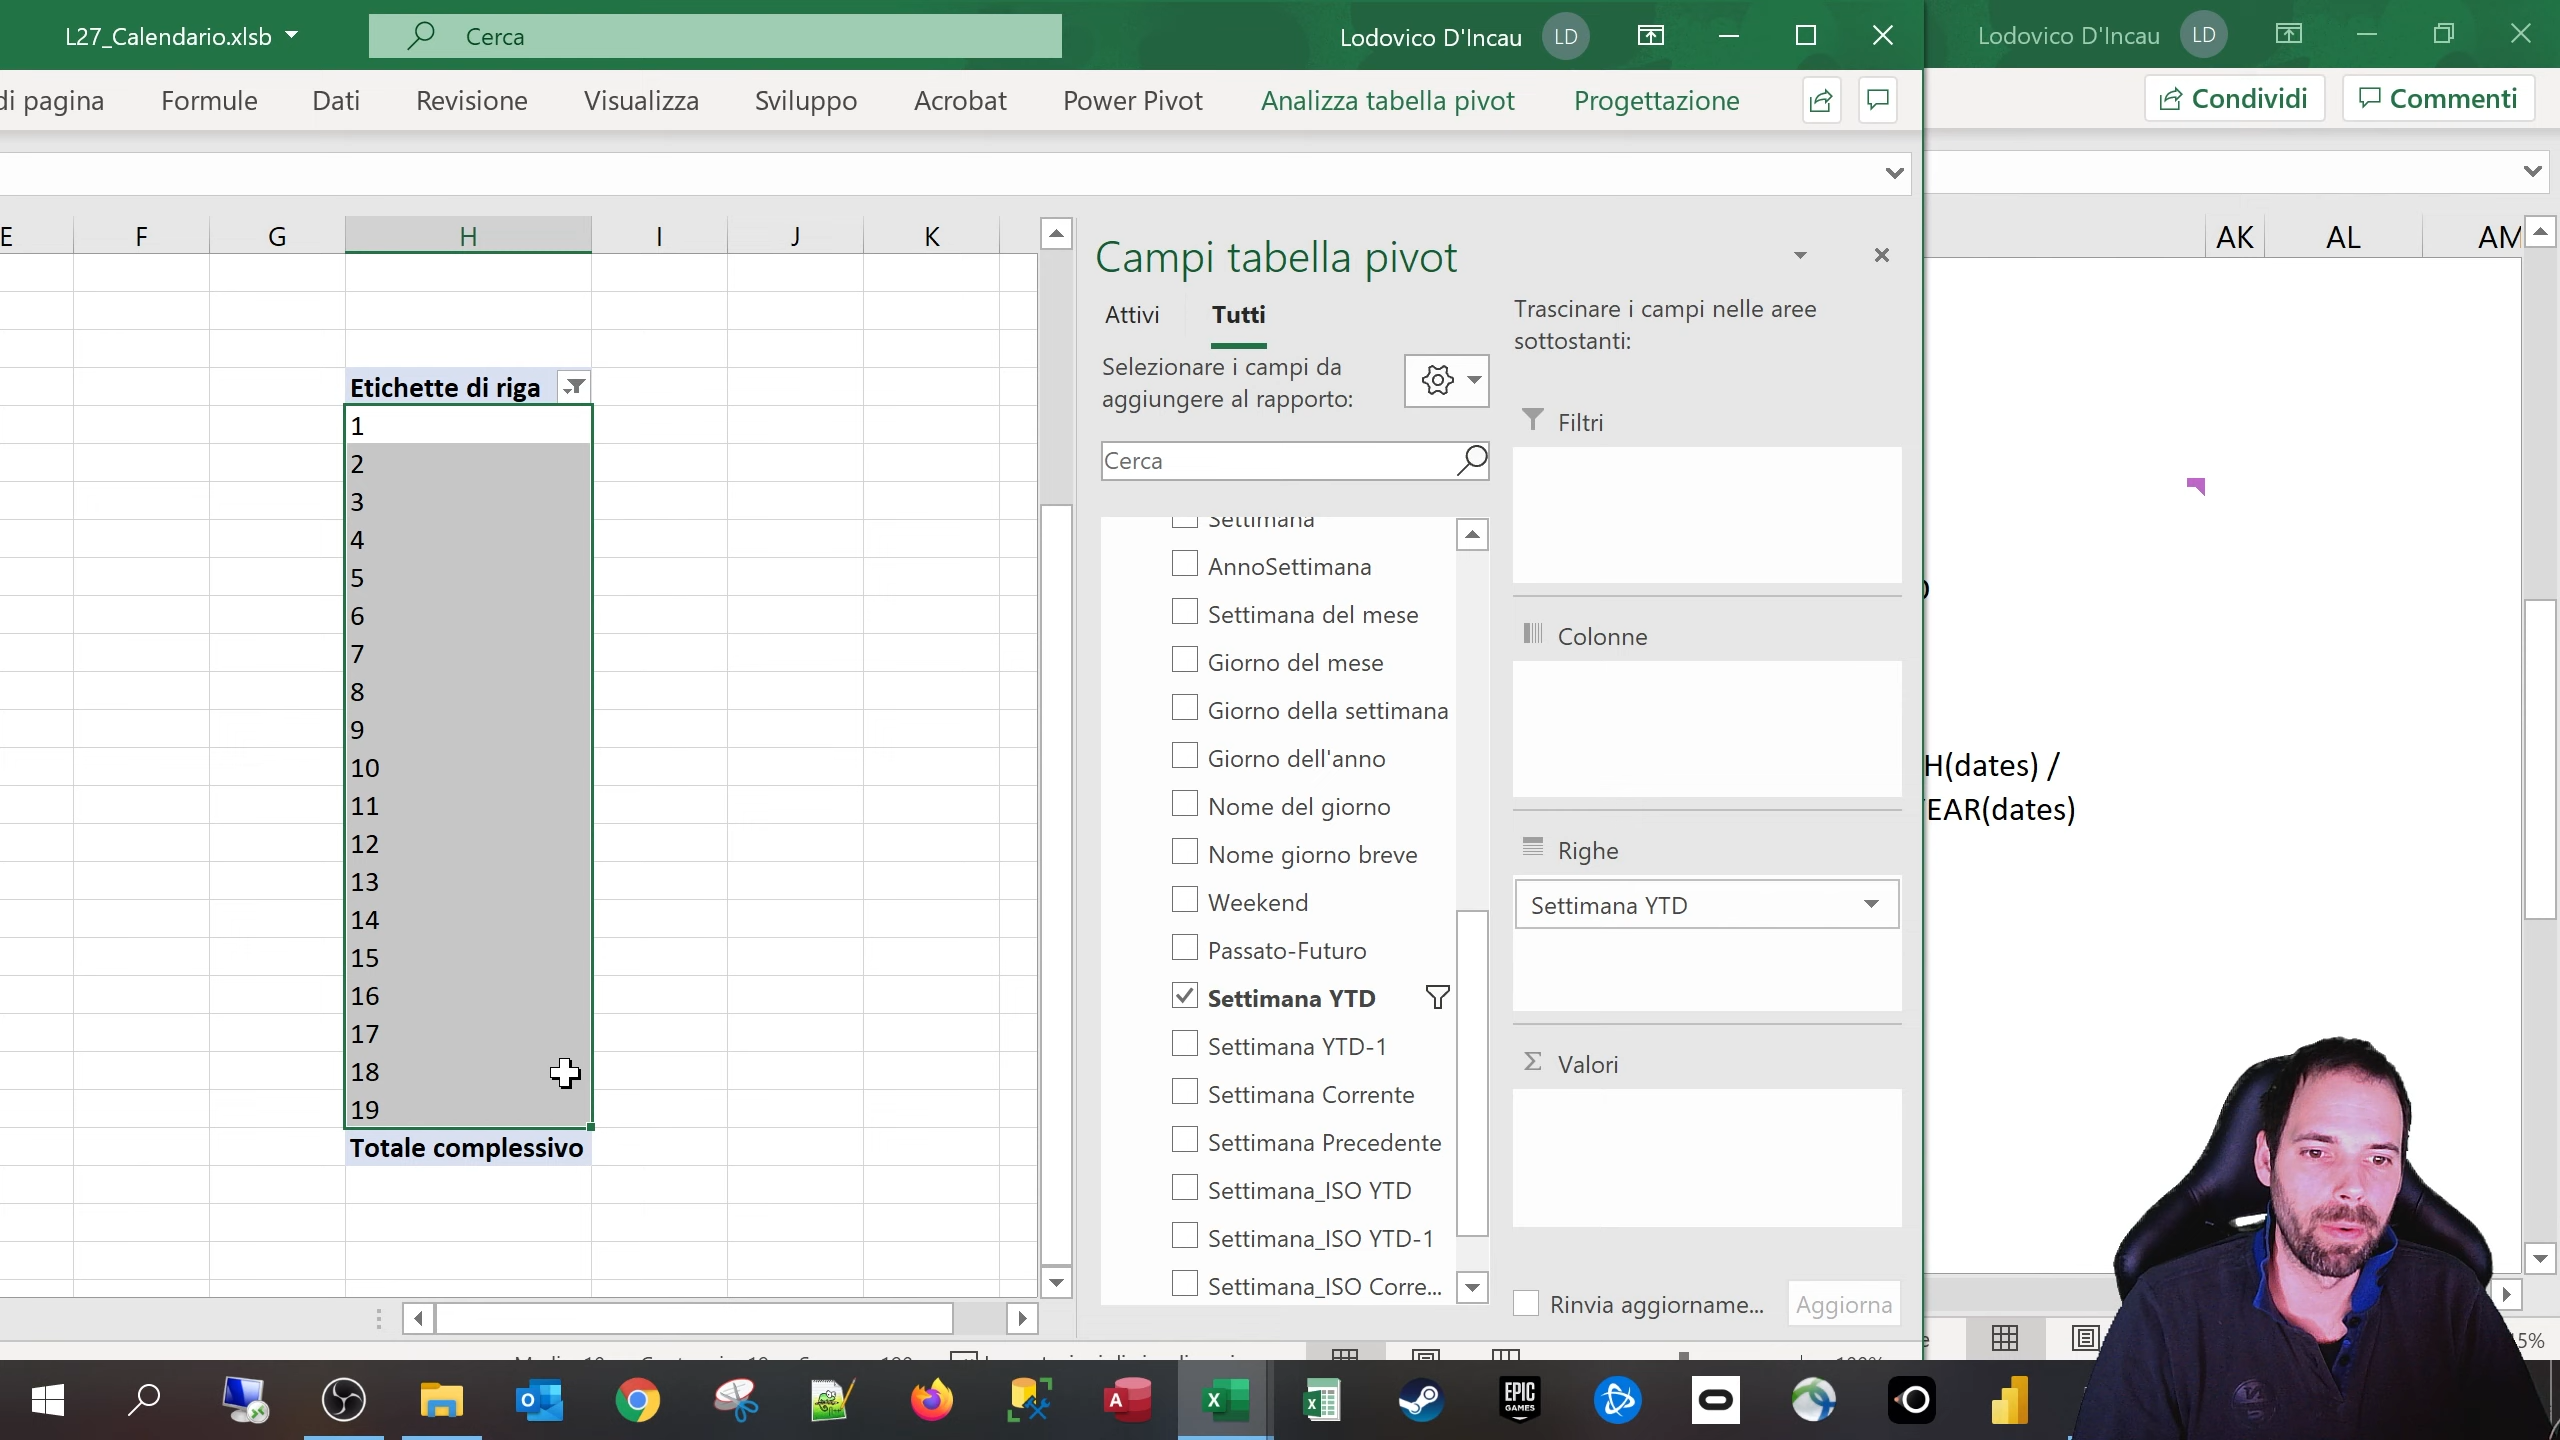 L27_Calendario.xlsb
Cerca
Lodovico D'Incau
LD
Lodovico D'Incau
LD
di pagina
Formule
Dati
Revisione
Visualizza
Sviluppo
Acrobat
Power Pivot
Analizza tabella pivot
Progettazione
Condividi
Commenti
E
F
G
H
I
J
K
AK
AL
AM
Etichette di riga
1
2
3
4
5
6
7
8
9
10
11
12
13
14
15
16
17
18
19
Totale complessivo
Campi tabella pivot
Attivi
Tutti
Selezionare i campi da
aggiungere al rapporto:
Cerca
Settimana
AnnoSettimana
Settimana del mese
Giorno del mese
Giorno della settimana
Giorno dell'anno
Nome del giorno
Nome giorno breve
Weekend
Passato-Futuro
Settimana YTD
Settimana YTD-1
Settimana Corrente
Settimana Precedente
Settimana_ISO YTD
Settimana_ISO YTD-1
Settimana_ISO Corre...
Trascinare i campi nelle aree
sottostanti:
Filtri
Colonne
Righe
Settimana YTD
Σ Valori
Rinvia aggiorname...
Aggiorna
H(dates) /
YEAR(dates)
5%
EPIC
GAMES